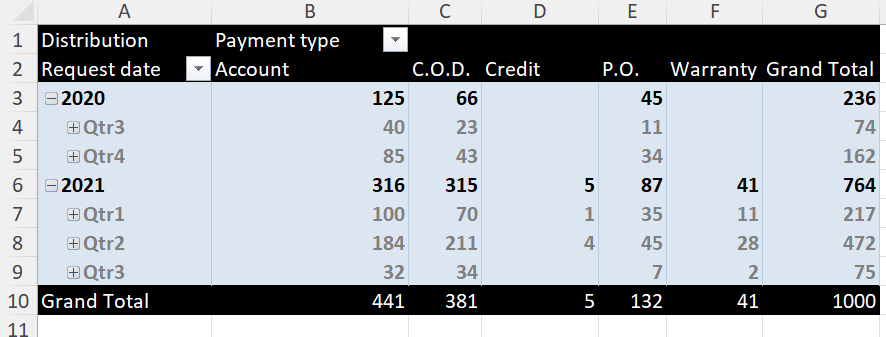 A B C D E F G
1 Distribution Payment type
2 Request date Account C.O.D. Credit P.O. Warranty Grand Total
3 2020 125 66 45 236
4 Qtr3 40 23 11 74
5 Qtr4 85 43 34 162
6 2021 316 315 5 87 41 764
7 Qtr1 100 70 1 35 11 217
8 Qtr2 184 211 4 45 28 472
9 Qtr3 32 34 7 2 75
10 Grand Total 441 381 5 132 41 1000
11